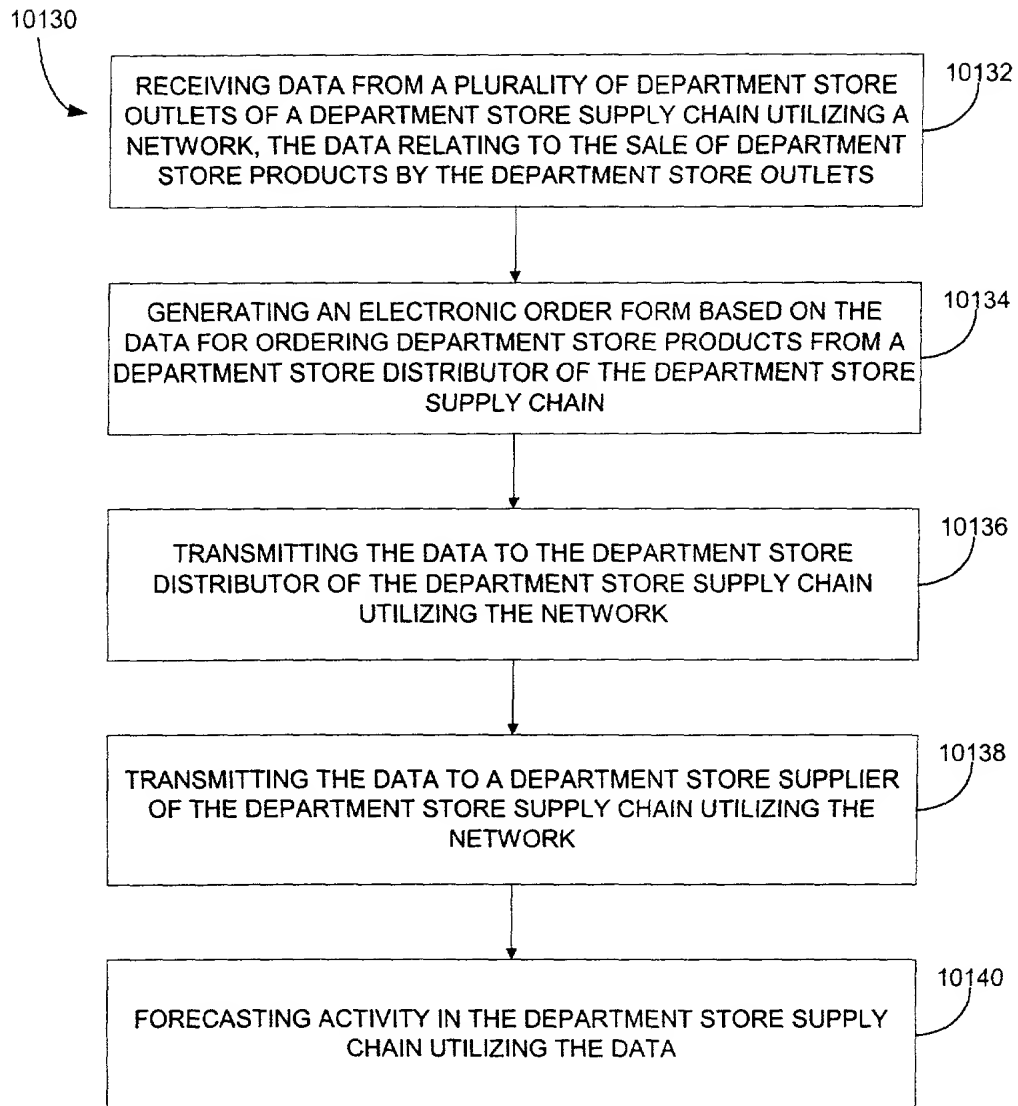 10130
RECEIVING DATA FROM A PLURALITY OF DEPARTMENT STORE
OUTLETS OF A DEPARTMENT STORE SUPPLY CHAIN UTILIZING A
NETWORK, THE DATA RELATING TO THE SALE OF DEPARTMENT
STORE PRODUCTS BY THE DEPARTMENT STORE OUTLETS
10132
GENERATING AN ELECTRONIC ORDER FORM BASED ON THE
DATA FOR ORDERING DEPARTMENT STORE PRODUCTS FROM A
DEPARTMENT STORE DISTRIBUTOR OF THE DEPARTMENT STORE
SUPPLY CHAIN
10134
TRANSMITTING THE DATA TO THE DEPARTMENT STORE
DISTRIBUTOR OF THE DEPARTMENT STORE SUPPLY CHAIN
UTILIZING THE NETWORK
10136
TRANSMITTING THE DATA TO A DEPARTMENT STORE SUPPLIER
OF THE DEPARTMENT STORE SUPPLY CHAIN UTILIZING THE
NETWORK
10138
FORECASTING ACTIVITY IN THE DEPARTMENT STORE SUPPLY
CHAIN UTILIZING THE DATA
10140